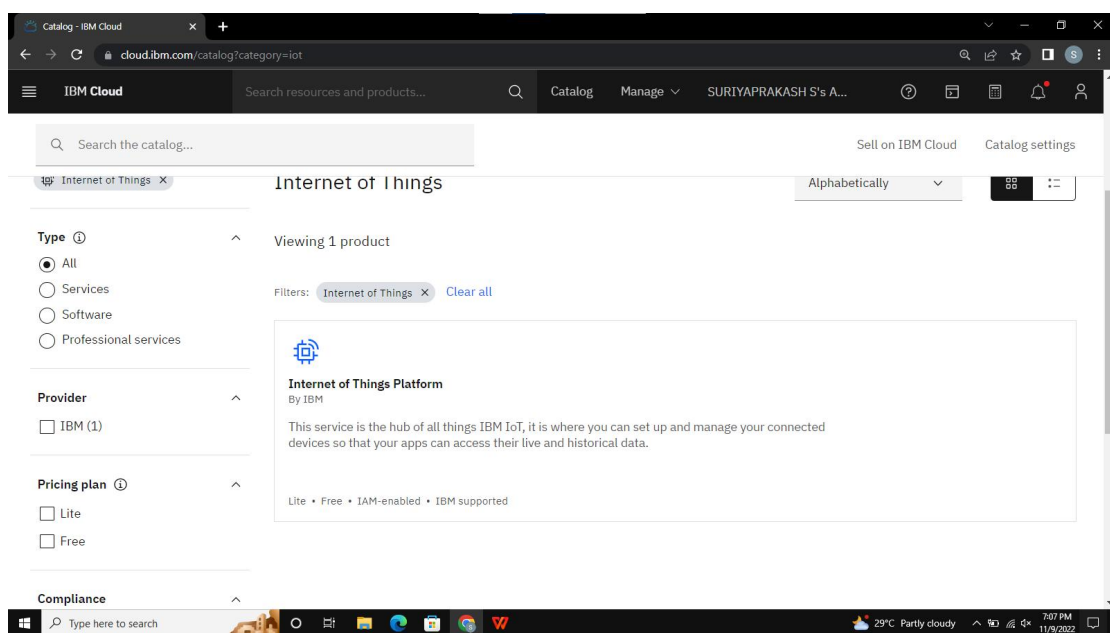 Catalog - IBM Cloud
cloud.ibm.com/catalog?category=iot
S
IBM Cloud
Search resources and products...
Catalog
Manage
SURIYAPRAKASH S's A...
Search the catalog...
Sell on IBM Cloud
Catalog settings
Internet of Things
Internet of Things
Alphabetically
Type
All
Services
Software
Professional services
Provider
IBM (1)
Pricing plan
Lite
Free
Compliance
Viewing 1 product
Filters: Internet of Things Clear all
Internet of Things Platform
By IBM
This service is the hub of all things IBM IoT, it is where you can set up and manage your connected
devices so that your apps can access their live and historical data.
Lite • Free • IAM-enabled • IBM supported
Type here to search
29°C Partly cloudy
7:07 PM
11/9/2022